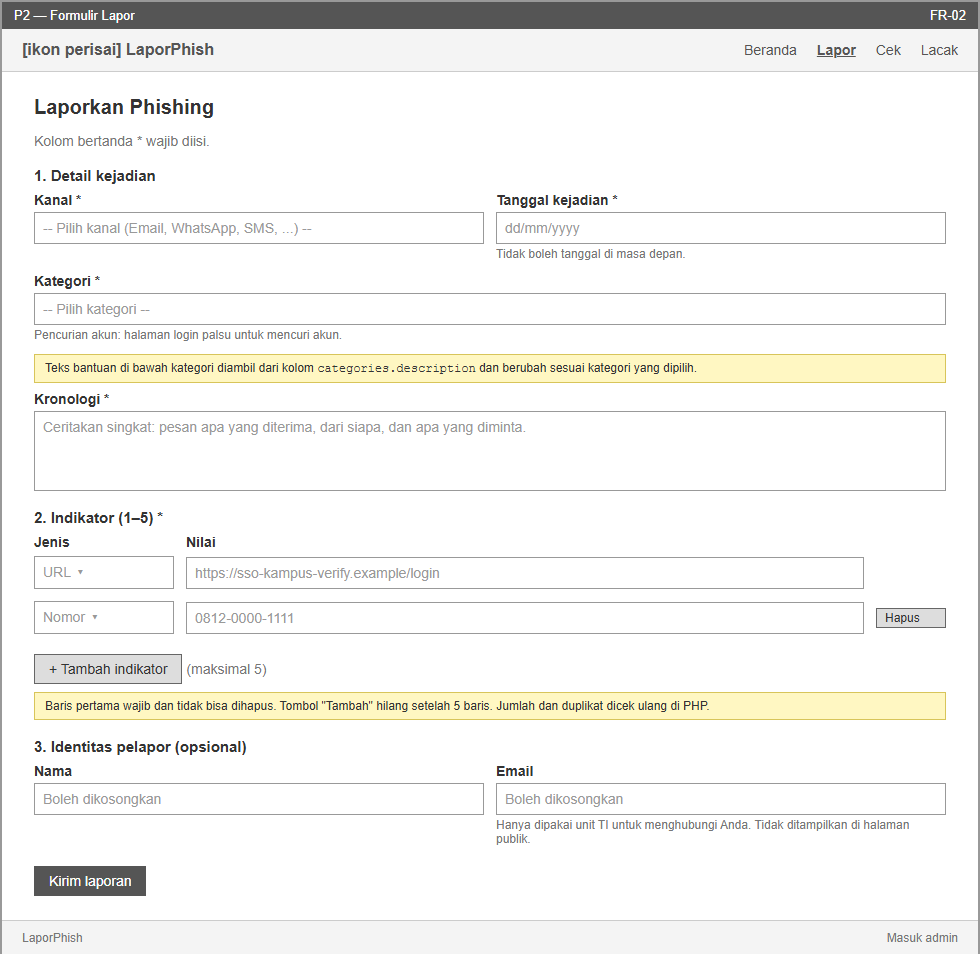 P2 — Formulir Lapor FR-02
[ikon perisai] LaporPhish Beranda Lapor Cek Lacak
Laporkan Phishing
Kolom bertanda * wajib diisi.
1. Detail kejadian
Kanal * Tanggal kejadian *
-- Pilih kanal (Email, WhatsApp, SMS, ...) -- dd/mm/yyyy
Tidak boleh tanggal di masa depan.
Kategori *
-- Pilih kategori --
Pencurian akun: halaman login palsu untuk mencuri akun.
Teks bantuan di bawah kategori diambil dari kolom categories.description dan berubah sesuai kategori yang dipilih.
Kronologi *
Ceritakan singkat: pesan apa yang diterima, dari siapa, dan apa yang diminta.
2. Indikator (1–5) *
Jenis Nilai
URL ▾ https://sso-kampus-verify.example/login
Nomor ▾ 0812-0000-1111 Hapus
+ Tambah indikator (maksimal 5)
Baris pertama wajib dan tidak bisa dihapus. Tombol "Tambah" hilang setelah 5 baris. Jumlah dan duplikat dicek ulang di PHP.
3. Identitas pelapor (opsional)
Nama Email
Boleh dikosongkan Boleh dikosongkan
Hanya dipakai unit TI untuk menghubungi Anda. Tidak ditampilkan di halaman
publik.
Kirim laporan
LaporPhish Masuk admin